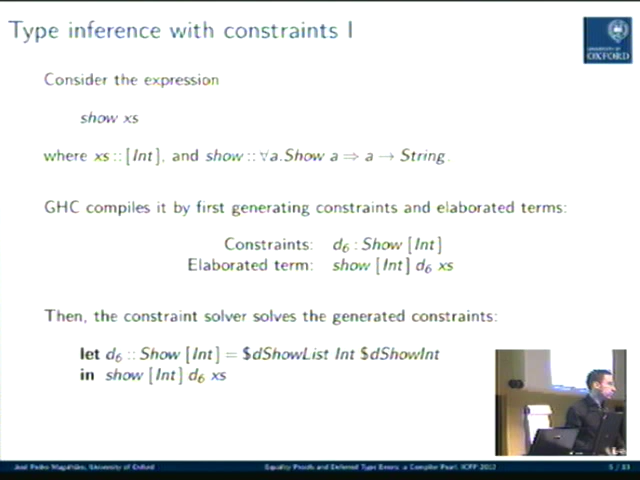 Type inference with constraints I
UNIVERSITY OF
OXFORD
Consider the expression
show xs
where xs :: [Int], and show :: ∀a.Show a ⇒ a → String.
GHC compiles it by first generating constraints and elaborated terms:
Constraints: d₆ : Show [Int]
Elaborated term: show [Int] d₆ xs
Then, the constraint solver solves the generated constraints:
let d₆ :: Show [Int] = $dShowList Int $dShowInt
in show [Int] d₆ xs
José Pedro Magalhães, University of Oxford
Equality Proofs and Deferred Type Errors: a Compiler Pearl, ICFP 2012
5 / 33